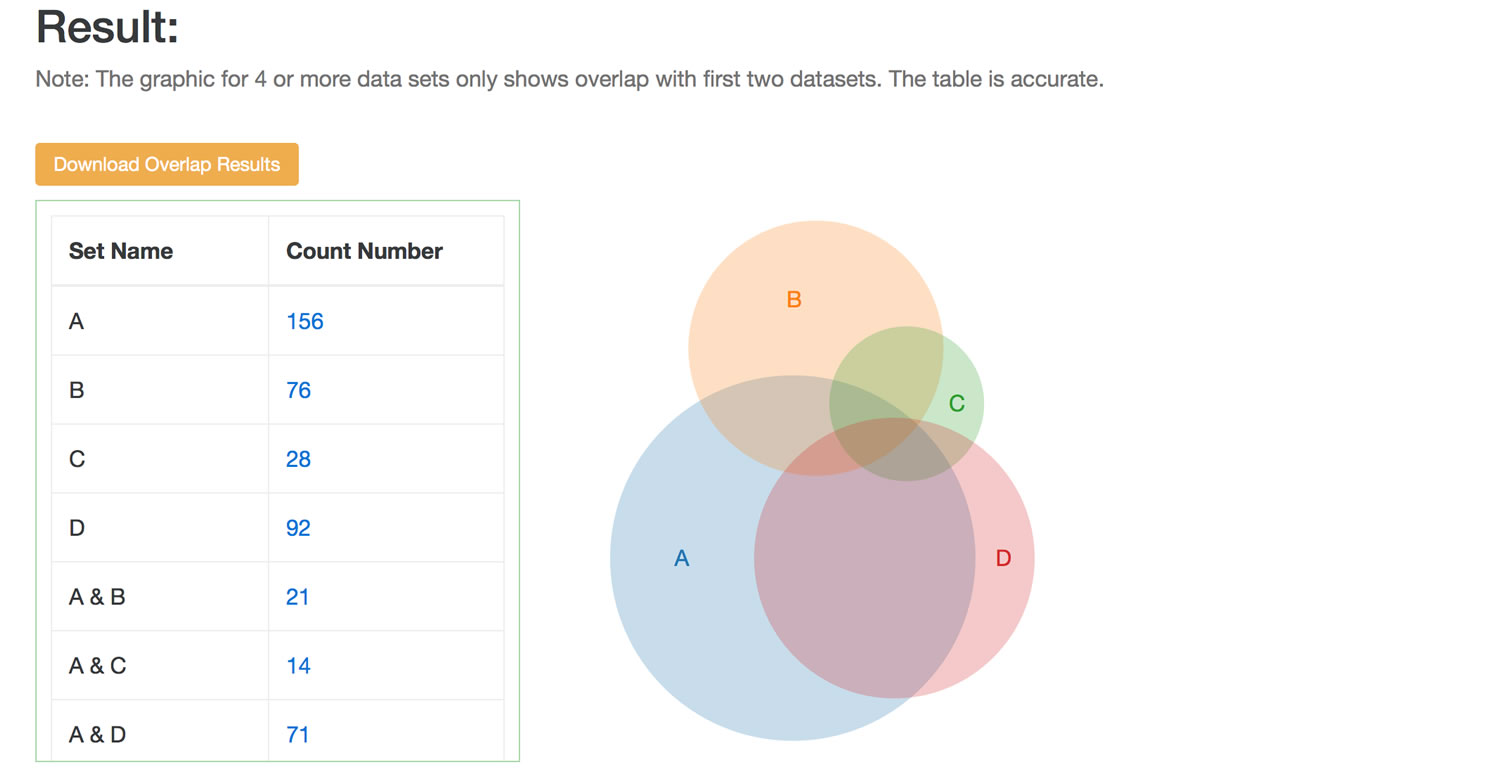 Result:
Note: The graphic for 4 or more data sets only shows overlap with first two datasets. The table is accurate.
Download Overlap Results
Set Name Count Number
A 156
B 76
C 28
D 92
A & B 21
A & C 14
A & D 71
B
C
A
D